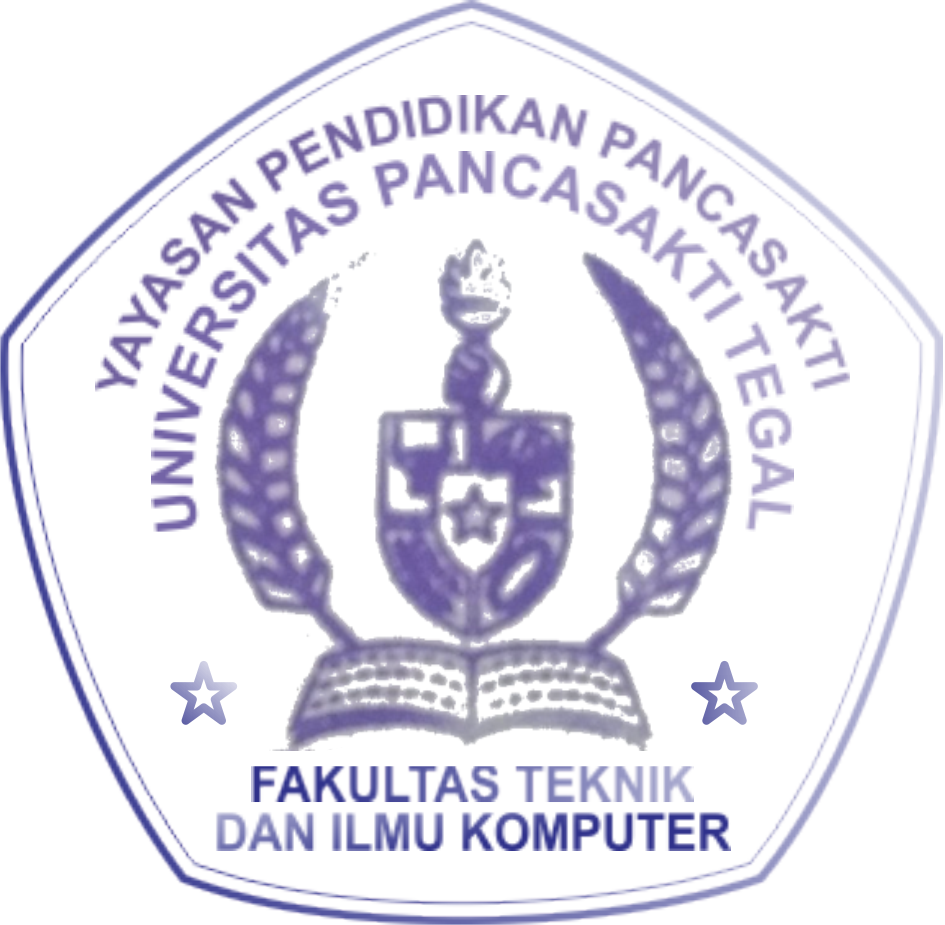 YAYASAN PENDIDIKAN PANCASAKTI
UNIVERSITAS PANCASAKTI TEGAL
FAKULTAS TEKNIK
DAN ILMU KOMPUTER